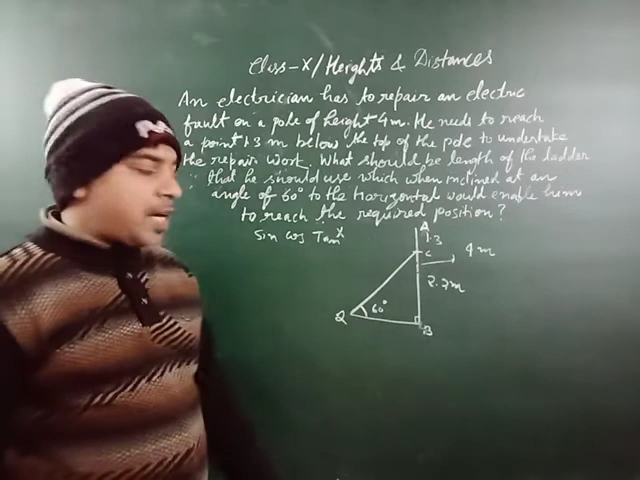 Class-X/Heights & Distances
An electrician has to repair an electric
fault on a pole of height 4m. He needs to reach
a point 1.3 m below the top of the pole to undertake
the repair work. What should be length of the ladder
that he should use which when inclined at an
angle of 60° to the horizontal would enable him
to reach the required position?
Sin Cos Tan
A
1.3
C
4 m
2.7m
60°
B